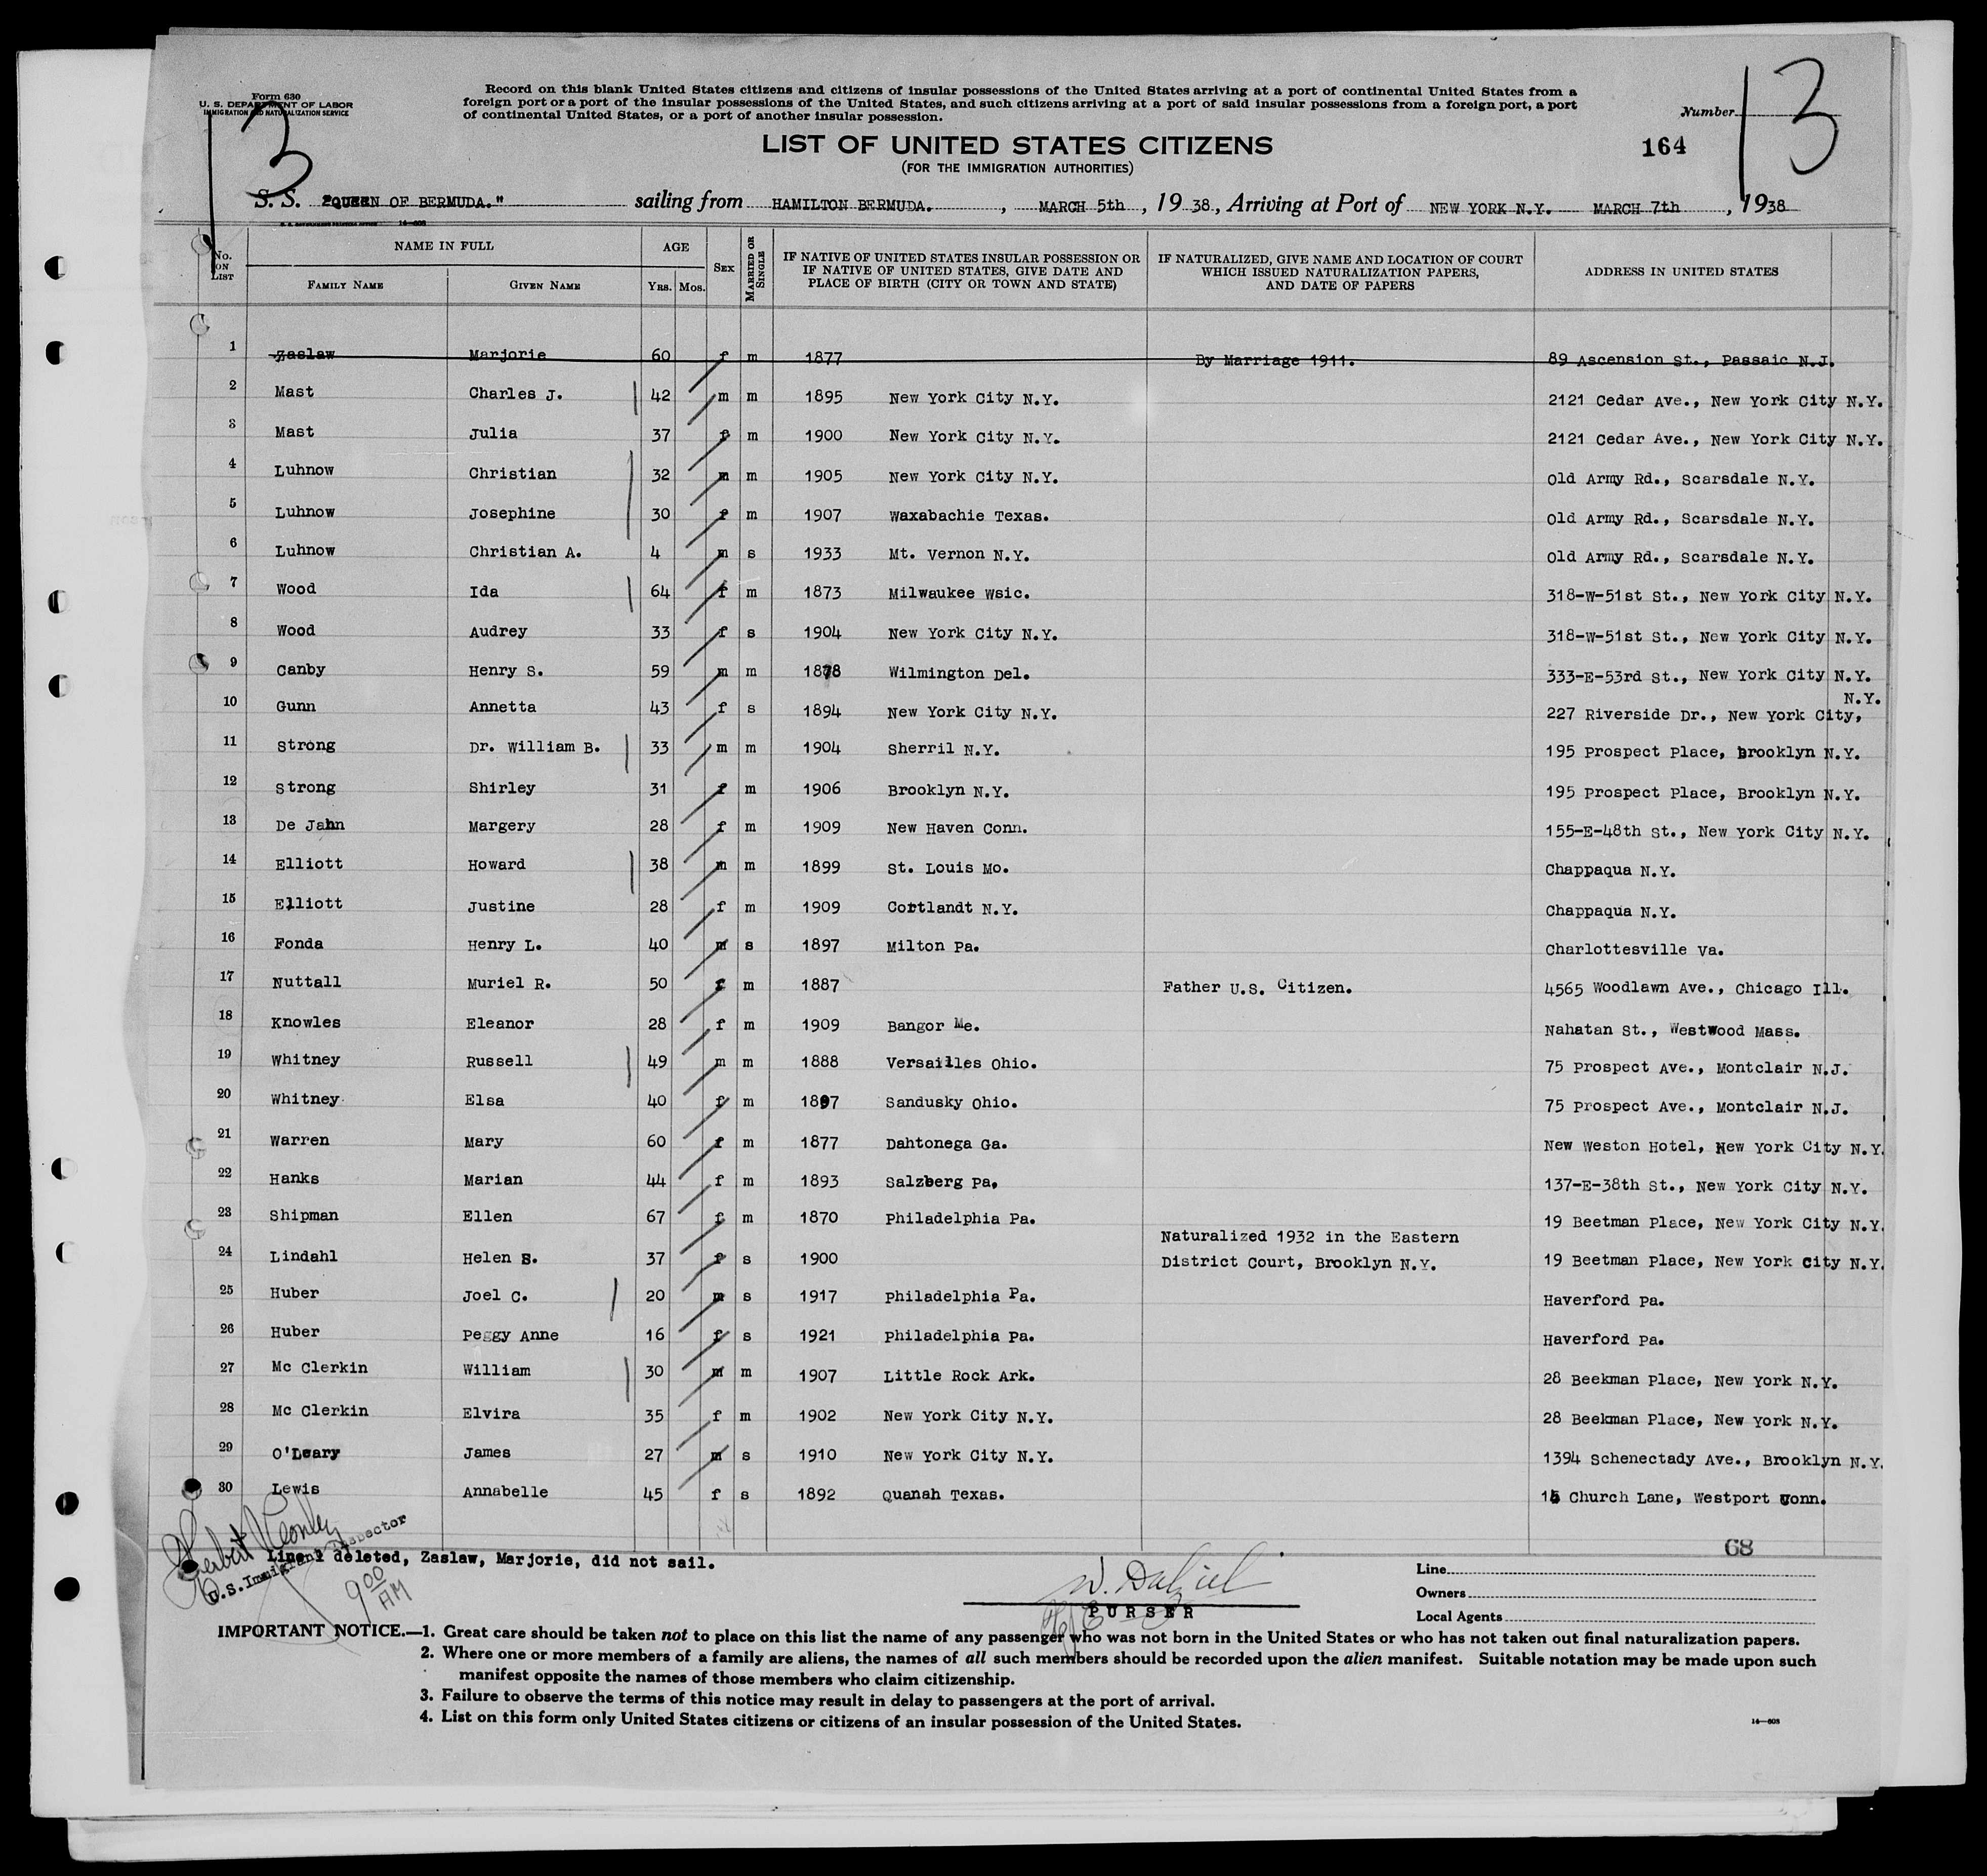 Form 630
U. S. DEPARTMENT OF LABOR
IMMIGRATION AND NATURALIZATION SERVICE
Record on this blank United States citizens and citizens of insular possessions of the United States arriving at a port of continental United States from a
foreign port or a port of the insular possessions of the United States, and such citizens arriving at a port of said insular possessions from a foreign port, a port
of continental United States, or a port of another insular possession.
Number 13
13
LIST OF UNITED STATES CITIZENS
(FOR THE IMMIGRATION AUTHORITIES)
164
S. S. "QUEEN OF BERMUDA." sailing from HAMILTON BERMUDA. , MARCH 5th , 19 38., Arriving at Port of NEW YORK N.Y. MARCH 7th , 1938
No. ON LIST
NAME IN FULL
FAMILY NAME GIVEN NAME
AGE
YRS. MOS.
SEX
MARRIED OR SINGLE
IF NATIVE OF UNITED STATES INSULAR POSSESSION OR
IF NATIVE OF UNITED STATES, GIVE DATE AND
PLACE OF BIRTH (CITY OR TOWN AND STATE)
IF NATURALIZED, GIVE NAME AND LOCATION OF COURT
WHICH ISSUED NATURALIZATION PAPERS,
AND DATE OF PAPERS
ADDRESS IN UNITED STATES
1 Zaslaw Marjorie 60 f m 1877 By Marriage 1911. 89 Ascension St., Passaic N.J.
2 Mast Charles J. 42 m m 1895 New York City N.Y. 2121 Cedar Ave., New York City N.Y.
3 Mast Julia 37 f m 1900 New York City N.Y. 2121 Cedar Ave., New York City N.Y.
4 Luhnow Christian 32 m m 1905 New York City N.Y. Old Army Rd., Scarsdale N.Y.
5 Luhnow Josephine 30 f m 1907 Waxabachie Texas. Old Army Rd., Scarsdale N.Y.
6 Luhnow Christian A. 4 m s 1933 Mt. Vernon N.Y. Old Army Rd., Scarsdale N.Y.
7 Wood Ida 64 f m 1873 Milwaukee Wsic. 318-W-51st St., New York City N.Y.
8 Wood Audrey 33 f s 1904 New York City N.Y. 318-W-51st St., New York City N.Y.
9 Canby Henry S. 59 m m 1878 Wilmington Del. 333-E-53rd St., New York City N.Y.
10 Gunn Annetta 43 f s 1894 New York City N.Y. 227 Riverside Dr., New York City, N.Y.
11 Strong Dr. William B. 33 m m 1904 Sherril N.Y. 195 Prospect Place, Brooklyn N.Y.
12 Strong Shirley 31 f m 1906 Brooklyn N.Y. 195 Prospect Place, Brooklyn N.Y.
13 De Jahn Margery 28 f m 1909 New Haven Conn. 155-E-48th St., New York City N.Y.
14 Elliott Howard 38 m m 1899 St. Louis Mo. Chappaqua N.Y.
15 Elliott Justine 28 f m 1909 Cortlandt N.Y. Chappaqua N.Y.
16 Fonda Henry L. 40 m s 1897 Milton Pa. Charlottesville Va.
17 Nuttall Muriel R. 50 f m 1887 Father U.S. Citizen. 4565 Woodlawn Ave., Chicago Ill.
18 Knowles Eleanor 28 f m 1909 Bangor Me. Nahatan St., Westwood Mass.
19 Whitney Russell 49 m m 1888 Versailles Ohio. 75 Prospect Ave., Montclair N.J.
20 Whitney Elsa 40 f m 1897 Sandusky Ohio. 75 Prospect Ave., Montclair N.J.
21 Warren Mary 60 f m 1877 Dahtonega Ga. New Weston Hotel, New York City N.Y.
22 Hanks Marian 44 f m 1893 Salzberg Pa. 137-E-38th St., New York City N.Y.
23 Shipman Ellen 67 f m 1870 Philadelphia Pa. 19 Beetman Place, New York City N.Y.
24 Lindahl Helen S. 37 f s 1900 Naturalized 1932 in the Eastern District Court, Brooklyn N.Y. 19 Beetman Place, New York City N.Y.
25 Huber Joel C. 20 m s 1917 Philadelphia Pa. Haverford Pa.
26 Huber Peggy Anne 16 f s 1921 Philadelphia Pa. Haverford Pa.
27 Mc Clerkin William 30 m m 1907 Little Rock Ark. 28 Beekman Place, New York N.Y.
28 Mc Clerkin Elvira 35 f m 1902 New York City N.Y. 28 Beekman Place, New York N.Y.
29 O'Leary James 27 m s 1910 New York City N.Y. 1394 Schenectady Ave., Brooklyn N.Y.
30 Lewis Annabelle 45 f s 1892 Quanah Texas. Church Lane, Westport Conn.
68
Line 1 deleted, Zaslaw, Marjorie, did not sail.
U.S. Immigrant Inspector
9 00 AM
W. Dalziel
PURSER
Line
Owners
Local Agents
IMPORTANT NOTICE.—1. Great care should be taken not to place on this list the name of any passenger who was not born in the United States or who has not taken out final naturalization papers.
2. Where one or more members of a family are aliens, the names of all such members should be recorded upon the alien manifest. Suitable notation may be made upon such
manifest opposite the names of those members who claim citizenship.
3. Failure to observe the terms of this notice may result in delay to passengers at the port of arrival.
4. List on this form only United States citizens or citizens of an insular possession of the United States.